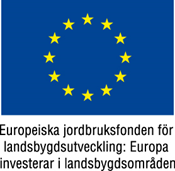 Europeiska jordbruksfonden för
landsbygdsutveckling: Europa
investerar i landsbygdsområden